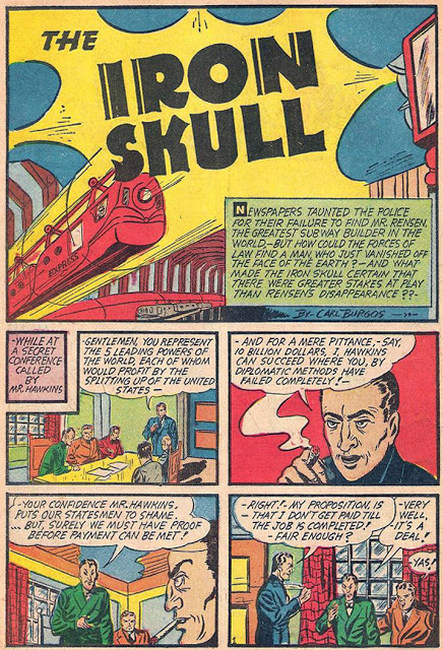 THE
IRON
SKULL
EXPRESS
NEWSPAPERS TAUNTED THE POLICE
FOR THEIR FAILURE TO FIND MR. RENSEN,
THE GREATEST SUBWAY BUILDER IN THE
WORLD,—BUT HOW COULD THE FORCES OF
LAW FIND A MAN, WHO JUST VANISHED OFF
THE FACE OF THE EARTH?—AND WHAT
MADE THE IRON SKULL CERTAIN THAT
THERE WERE GREATER STAKES AT PLAY
THAN RENSEN'S DISAPPEARANCE??-
BY- CARL BURGOS
-WHILE AT
A SECRET
CONFERENCE
CALLED
BY
MR. HAWKINS
-GENTLEMEN, YOU REPRESENT
THE 5 LEADING POWERS OF
THE WORLD, EACH OF WHOM
WOULD PROFIT BY THE
SPLITTING UP OF THE UNITED
STATES—
-AND FOR A MERE PITTANCE.-SAY,
10 BILLION DOLLARS, I, HAWKINS
CAN SUCCEED WHERE YOU, BY
DIPLOMATIC METHODS HAVE
FAILED COMPLETELY!—
-YOUR CONFIDENCE MR. HAWKINS.
PUTS OUR STATESMEN TO SHAME.
...BUT, SURELY WE MUST HAVE PROOF
BEFORE PAYMENT CAN BE MET!
-RIGHT!-MY PROPOSITION, IS
-THAT I DON'T GET PAID TILL
THE JOB IS COMPLETED!-
-FAIR ENOUGH?
-VERY
WELL-
IT'S A
DEAL!
-YAS!